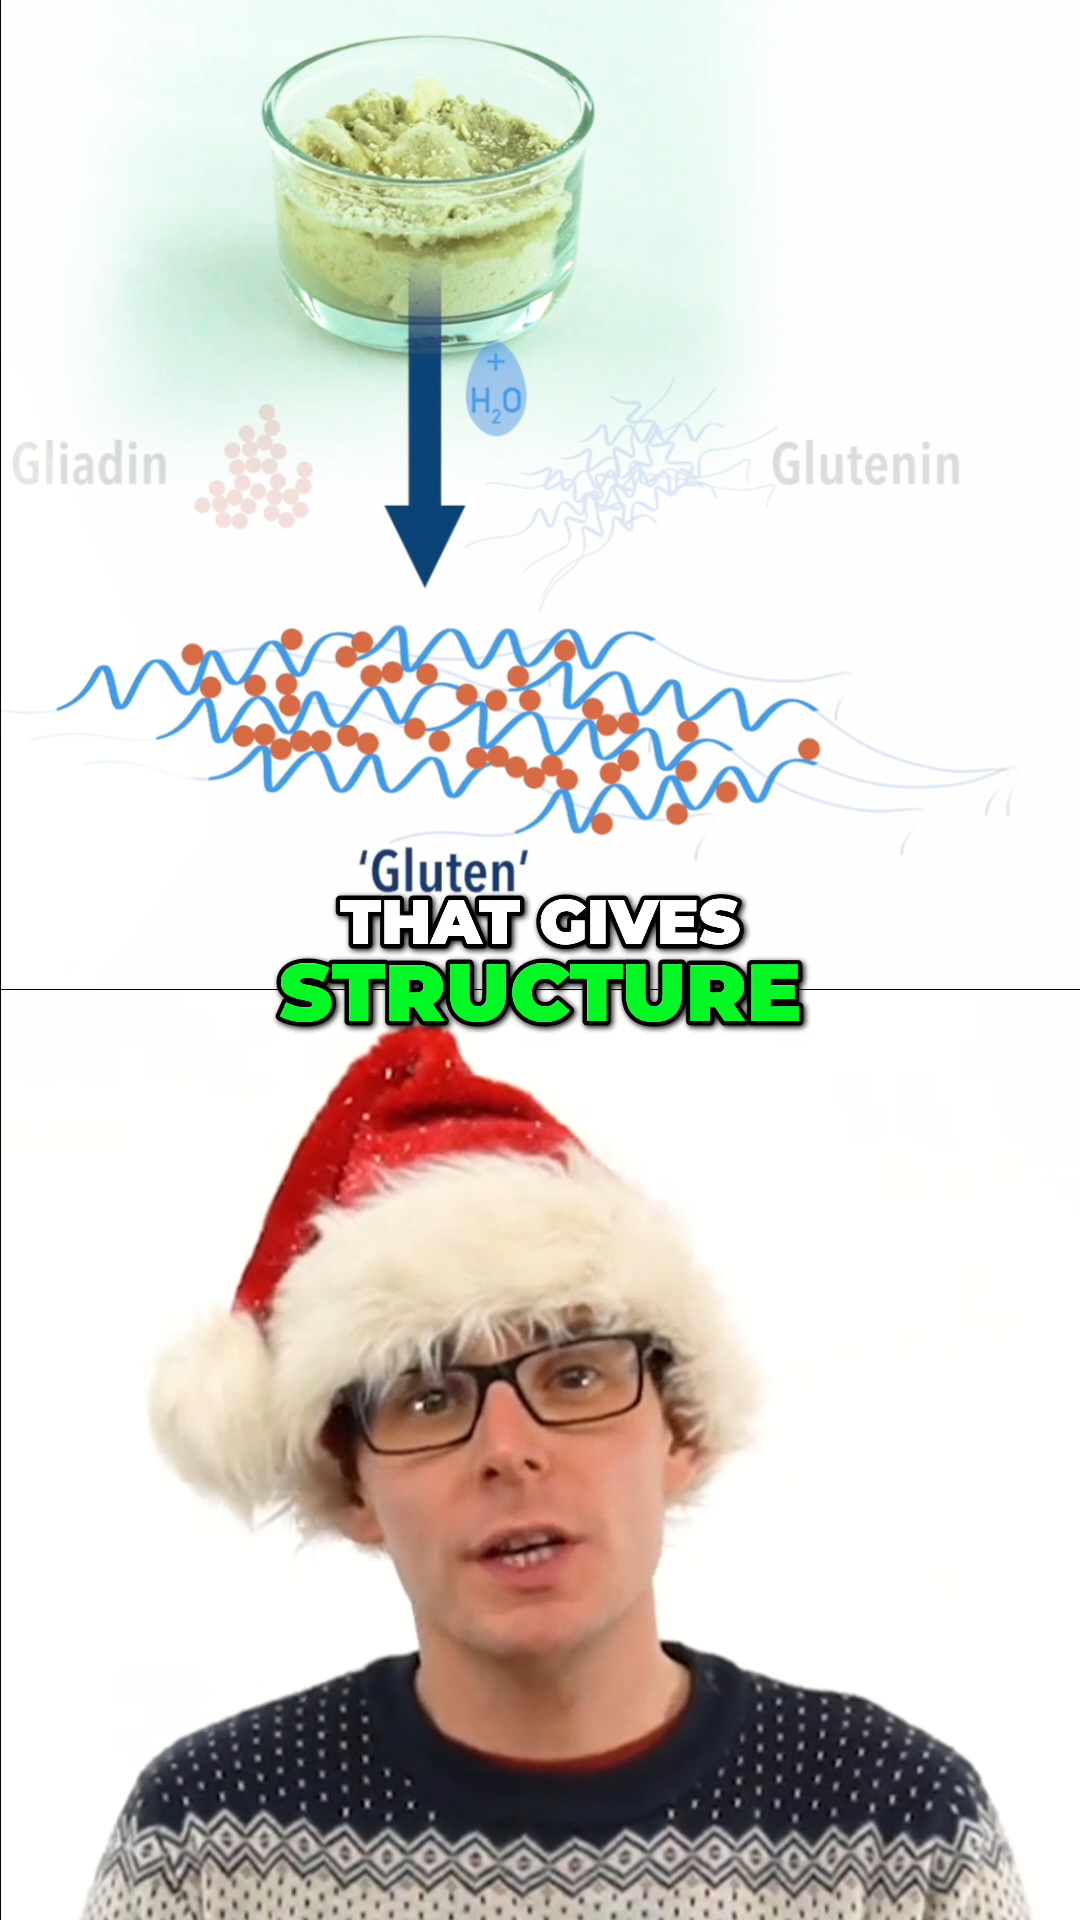 +
H₂O
Gliadin
Glutenin
‘Gluten’
THAT GIVES
STRUCTURE